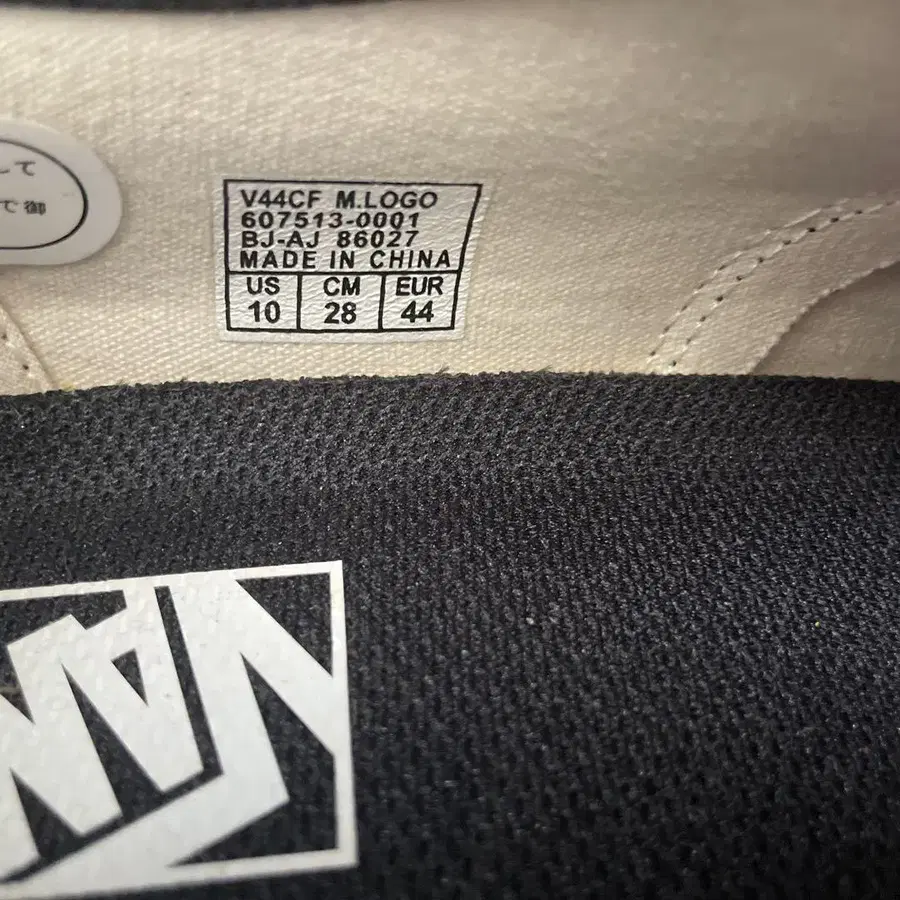 して
で御
V44CF M.LOGO
607513-0001
BJ-AJ 86027
MADE IN CHINA
US CM EUR
10 28 44
VAN